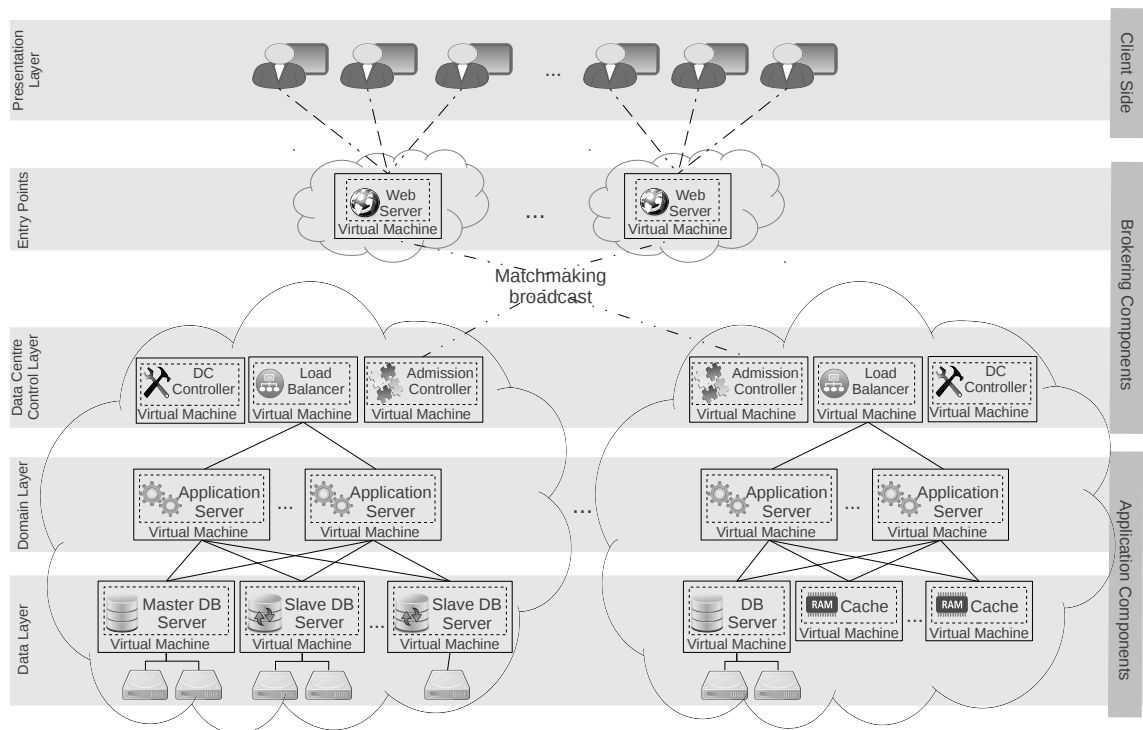 Presentation
Layer
...
Client Side
Entry Points
Web
Server
Virtual Machine
...
Web
Server
Virtual Machine
Brokering Components
Matchmaking
broadcast
Data Centre
Control Layer
DC
Controller
Virtual Machine
Load
Balancer
Virtual Machine
Admission
Controller
Virtual Machine
Admission
Controller
Virtual Machine
Load
Balancer
Virtual Machine
DC
Controller
Virtual Machine
Domain Layer
Application
Server
Virtual Machine
...
Application
Server
Virtual Machine
...
Application
Server
Virtual Machine
...
Application
Server
Virtual Machine
Application Components
Data Layer
Master DB
Server
Virtual Machine
Slave DB
Server
Virtual Machine
...
Slave DB
Server
Virtual Machine
DB
Server
Virtual Machine
RAM
Cache
Virtual Machine
...
RAM
Cache
Virtual Machine